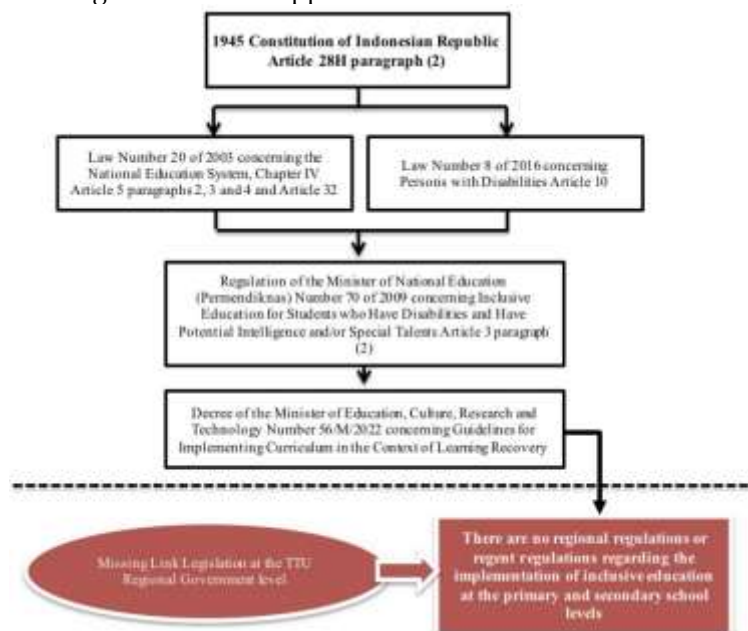 1945 Constitution of Indonesian Republic
Article 28H paragraph (2)
Law Number 20 of 2003 concerning the
National Education System, Chapter IV
Article 5 paragraphs 2, 3 and 4 and Article 32
Law Number 8 of 2016 concerning
Persons with Disabilities Article 10
Regulation of the Minister of National Education
(Permendiknas) Number 70 of 2009 concerning Inclusive
Education for Students who Have Disabilities and Have
Potential Intelligence and/or Special Talents Article 3 paragraph
(2)
Decree of the Minister of Education, Culture, Research and
Technology Number 56/M/2022 concerning Guidelines for
Implementing Curriculum in the Context of Learning Recovery
Missing Link Legislation at the TTU
Regional Government level
There are no regional regulations or
regent regulations regarding the
implementation of inclusive education
at the primary and secondary school
levels